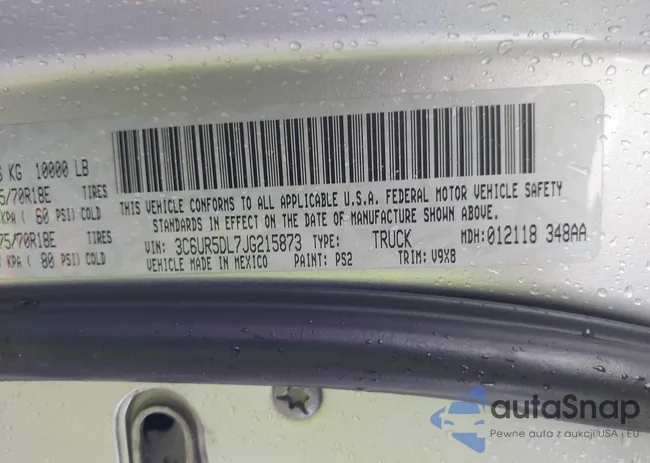 KG 10000 LB
5/70R18E TIRES
KPA ( 60 PSI) COLD
75/70R18E TIRES
KPA ( 80 PSI) COLD
THIS VEHICLE CONFORMS TO ALL APPLICABLE U.S.A. FEDERAL MOTOR VEHICLE SAFETY
STANDARDS IN EFFECT ON THE DATE OF MANUFACTURE SHOWN ABOVE.
VIN: 3C6UR5DL7JG215873 TYPE: TRUCK MDH: 012118 348AA
VEHICLE MADE IN MEXICO PAINT: PS2 TRIM: V9X8
autaSnap
Pewne auta z aukcji USA i EU